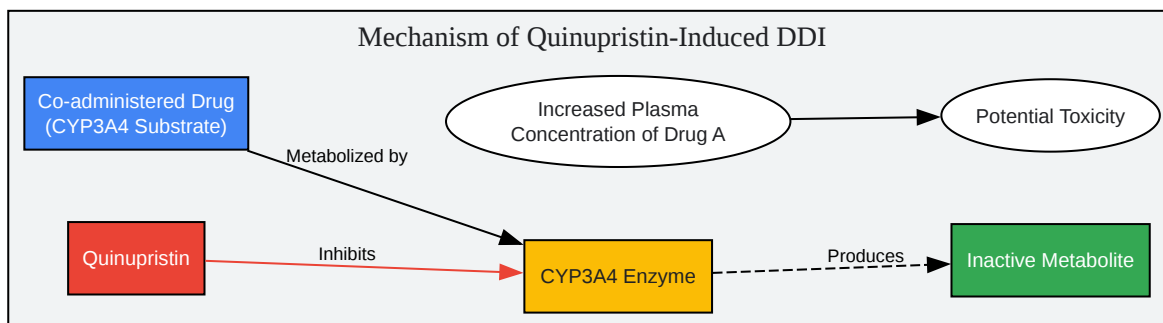 Mechanism of Quinupristin-Induced DDI
Co-administered Drug
(CYP3A4 Substrate)
Increased Plasma
Concentration of Drug A
Potential Toxicity
Metabolized by
Quinupristin
Inhibits
CYP3A4 Enzyme
Produces
Inactive Metabolite